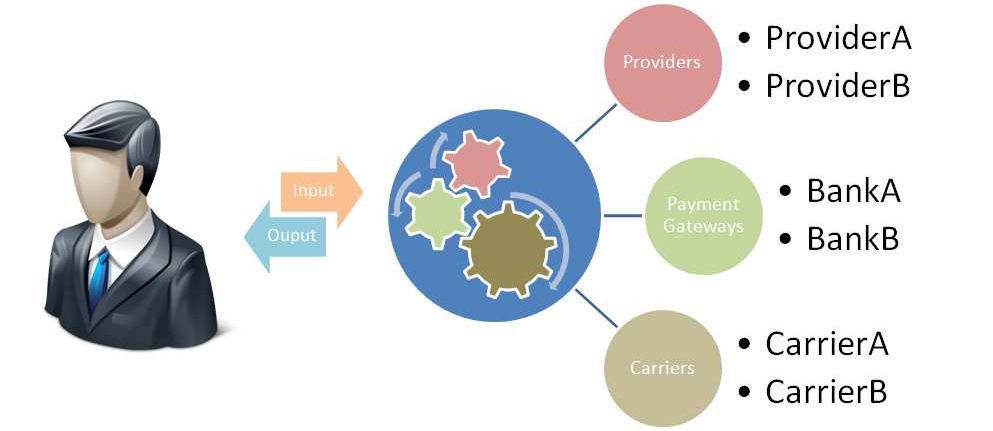 Input
Ouput
Providers
• ProviderA
• ProviderB
Payment
Gateways
• BankA
• BankB
Carriers
• CarrierA
• CarrierB